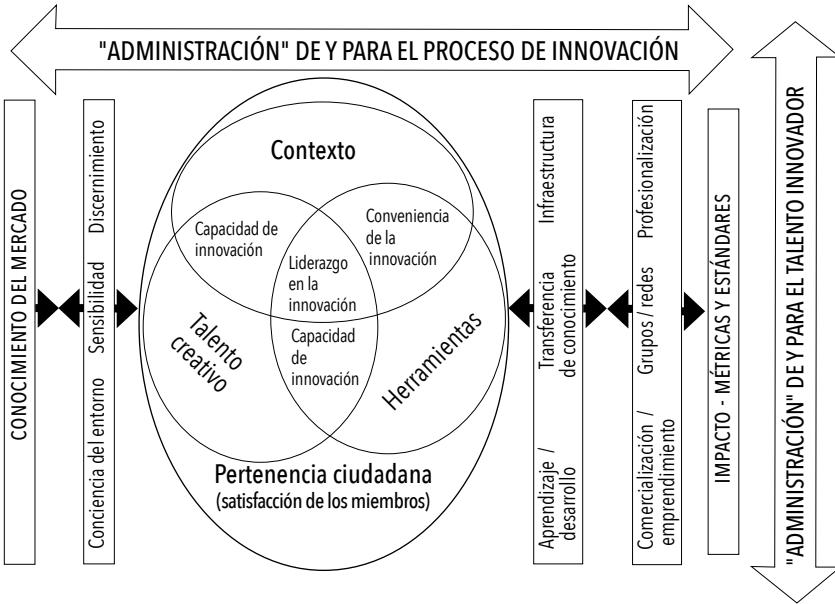 "ADMINISTRACIÓN" DE Y PARA EL PROCESO DE INNOVACIÓN
CONOCIMIENTO DEL MERCADO
Discernimiento
Sensibilidad
Conciencia del entorno
Contexto
Capacidad de
innovación
Conveniencia
de la
innovación
Liderazgo
en la
innovación
Capacidad
de
innovación
Talento
creativo
Herramientas
Pertenencia ciudadana
(satisfacción de los miembros)
Infraestructura
Transferencia
de conocimiento
Aprendizaje /
desarrollo
Profesionalización
Grupos / redes
Comercialización /
emprendimiento
IMPACTO - MÉTRICAS Y ESTÁNDARES
"ADMINISTRACIÓN" DE Y PARA EL TALENTO INNOVADOR